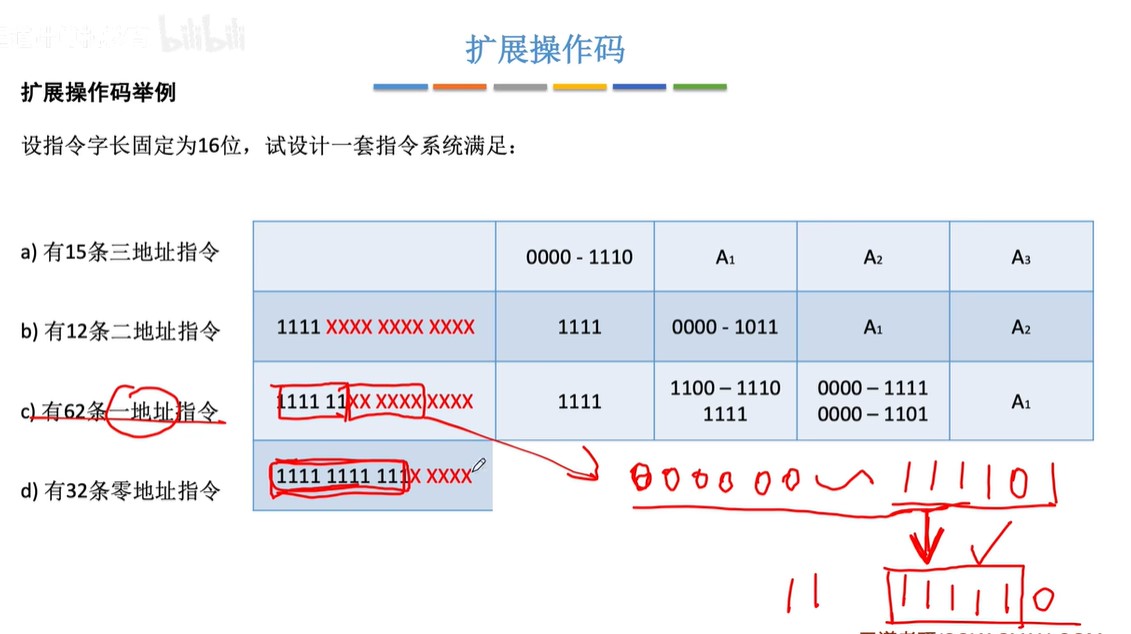 bilibili
扩展操作码
扩展操作码举例
设指令字长固定为16位，试设计一套指令系统满足：
a) 有15条三地址指令
0000 - 1110 A1 A2 A3
b) 有12条二地址指令
1111 XXXX XXXX XXXX 1111 0000 - 1011 A1 A2
c) 有62条一地址指令
1111 11XX XXXX XXXX 1111 1100 – 1110 0000 – 1111 A1
1111 0000 – 1101
d) 有32条零地址指令
1111 1111 111X XXXX
000000 ~ 111101
11 111110